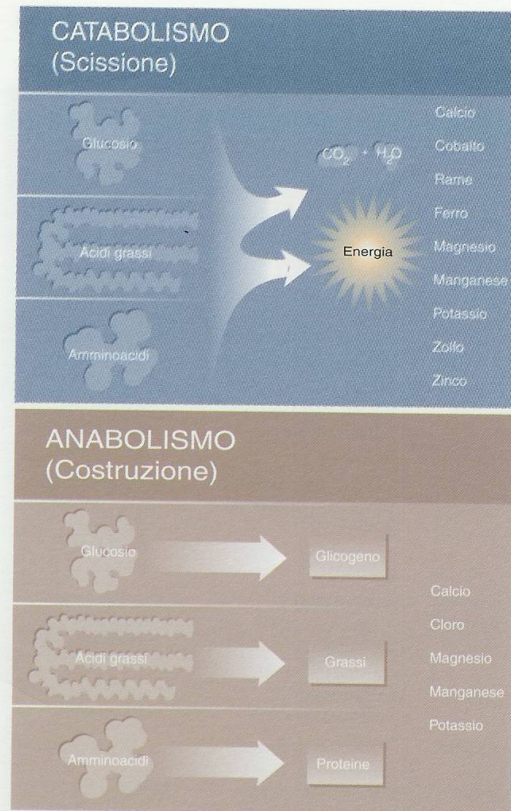 CATABOLISMO
(Scissione)
Glucosio
Acidi grassi
Amminoacidi
CO2 + H2O
Energia
Calcio
Cobalto
Rame
Ferro
Magnesio
Manganese
Potassio
Zolfo
Zinco
ANABOLISMO
(Costruzione)
Glucosio
Glicogeno
Acidi grassi
Grassi
Amminoacidi
Proteine
Calcio
Cloro
Magnesio
Manganese
Potassio